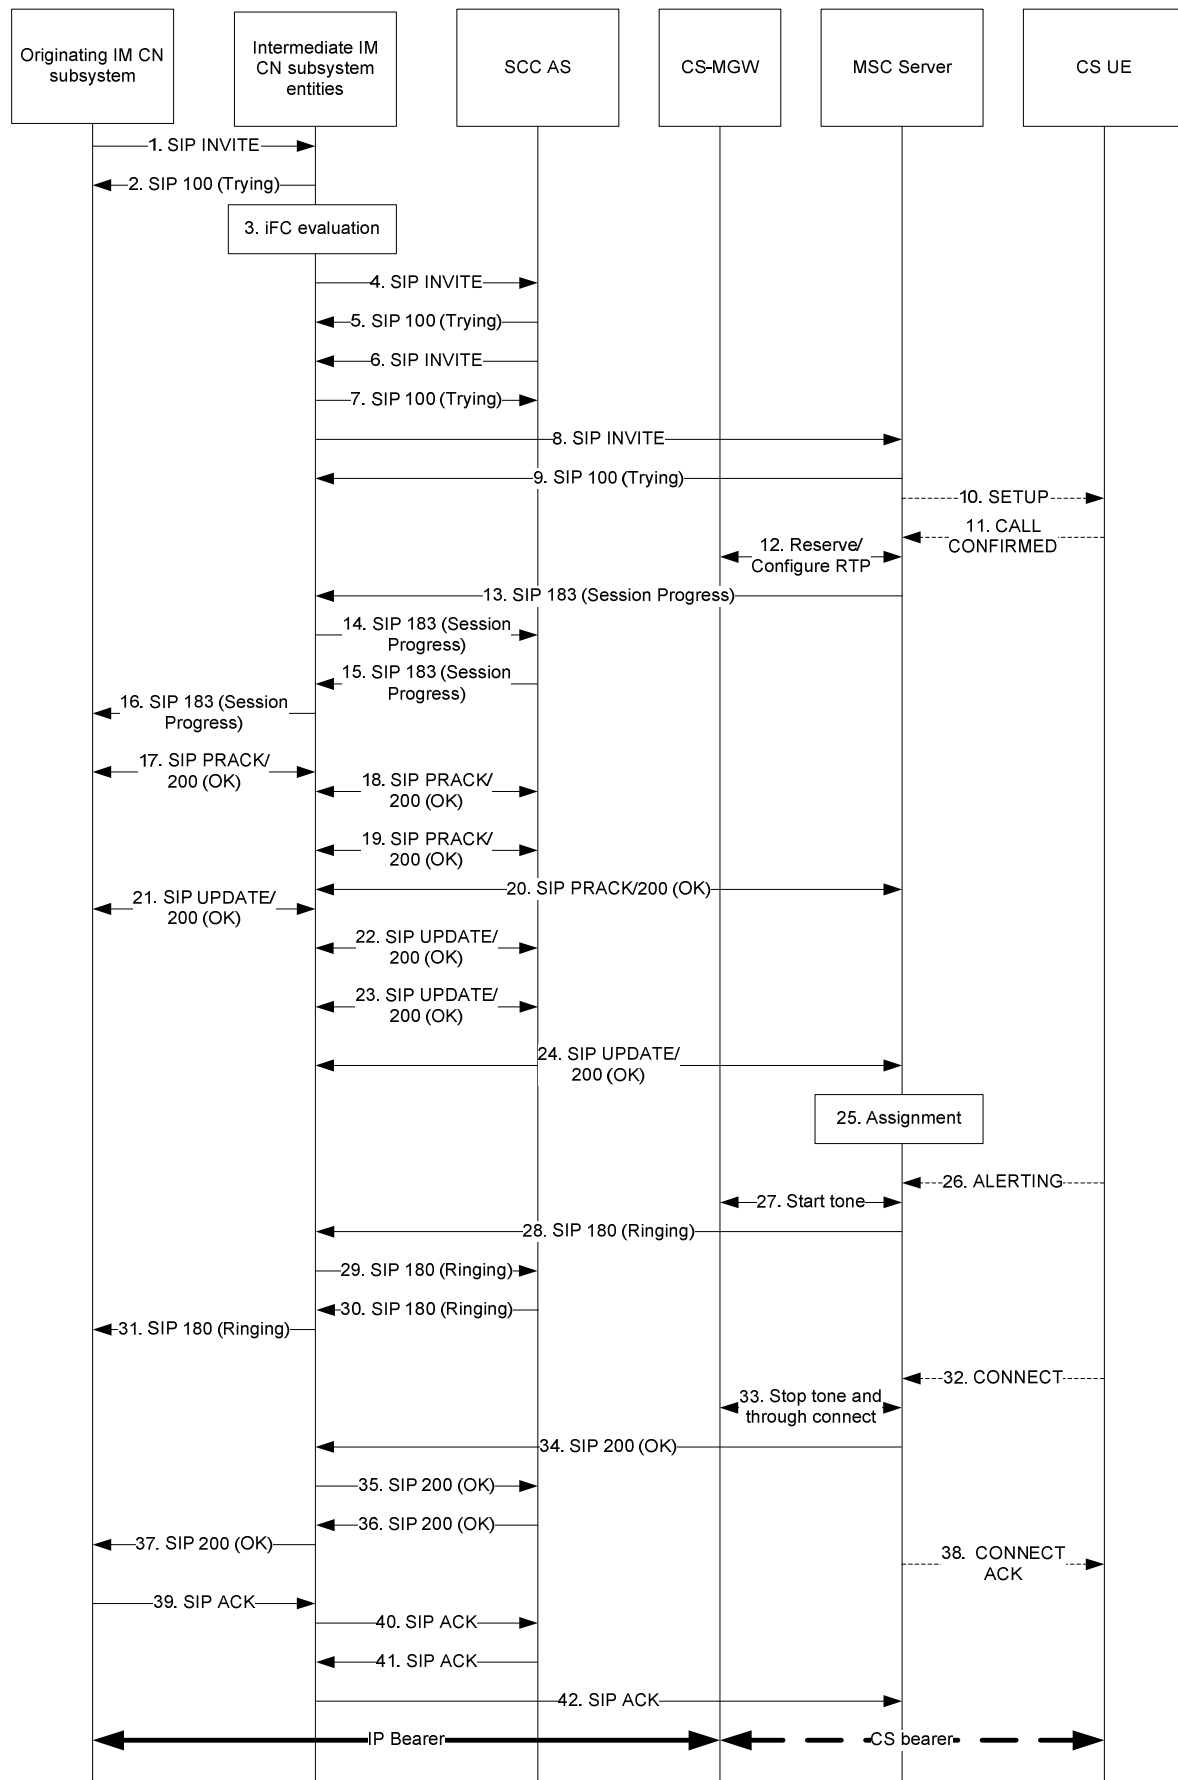 Originating IM CN
subsystem
Intermediate IM
CN subsystem
entities
SCC AS
CS-MGW
MSC Server
CS UE
1. SIP INVITE
2. SIP 100 (Trying)
3. iFC evaluation
4. SIP INVITE
5. SIP 100 (Trying)
6. SIP INVITE
7. SIP 100 (Trying)
8. SIP INVITE
9. SIP 100 (Trying)
10. SETUP
11. CALL
CONFIRMED
12. Reserve/
Configure RTP
13. SIP 183 (Session Progress)
14. SIP 183 (Session
Progress)
15. SIP 183 (Session
Progress)
16. SIP 183 (Session
Progress)
17. SIP PRACK/
200 (OK)
18. SIP PRACK/
200 (OK)
19. SIP PRACK/
200 (OK)
20. SIP PRACK/200 (OK)
21. SIP UPDATE/
200 (OK)
22. SIP UPDATE/
200 (OK)
23. SIP UPDATE/
200 (OK)
24. SIP UPDATE/
200 (OK)
25. Assignment
26. ALERTING
27. Start tone
28. SIP 180 (Ringing)
29. SIP 180 (Ringing)
30. SIP 180 (Ringing)
31. SIP 180 (Ringing)
32. CONNECT
33. Stop tone and
through connect
34. SIP 200 (OK)
35. SIP 200 (OK)
36. SIP 200 (OK)
37. SIP 200 (OK)
38. CONNECT
ACK
39. SIP ACK
40. SIP ACK
41. SIP ACK
42. SIP ACK
IP Bearer
CS bearer